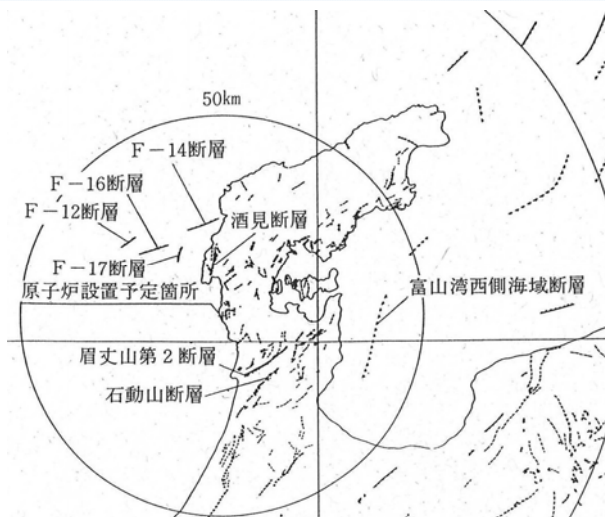 50km
F-14断層
F-16断層
F-12断層
酒見断層
F-17断層
原子炉設置予定箇所
富山湾西側海域断層
眉丈山第2断層
石動山断層